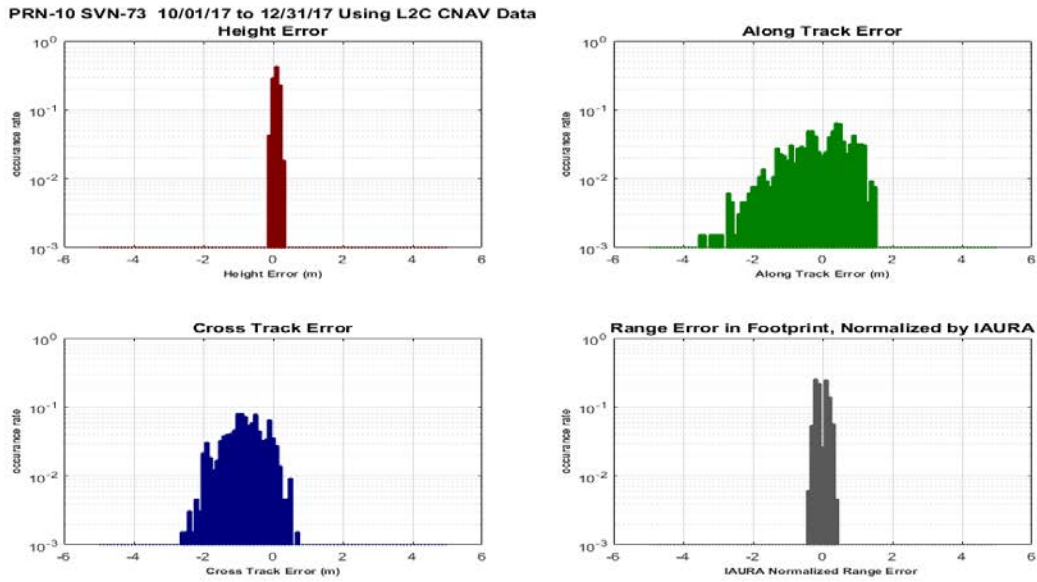 PRN-10 SVN-73 10/01/17 to 12/31/17 Using L2C CNAV Data
Height Error
10^0
10^-1
10^-2
10^-3
occurance rate
-6 -4 -2 0 2 4 6
Height Error (m)
Along Track Error
10^0
10^-1
10^-2
10^-3
occurance rate
-6 -4 -2 0 2 4 6
Along Track Error (m)
Cross Track Error
10^0
10^-1
10^-2
10^-3
occurance rate
-6 -4 -2 0 2 4 6
Cross Track Error (m)
Range Error in Footprint, Normalized by IAURA
10^0
10^-1
10^-2
10^-3
occurance rate
-6 -4 -2 0 2 4 6
IAURA Normalized Range Error